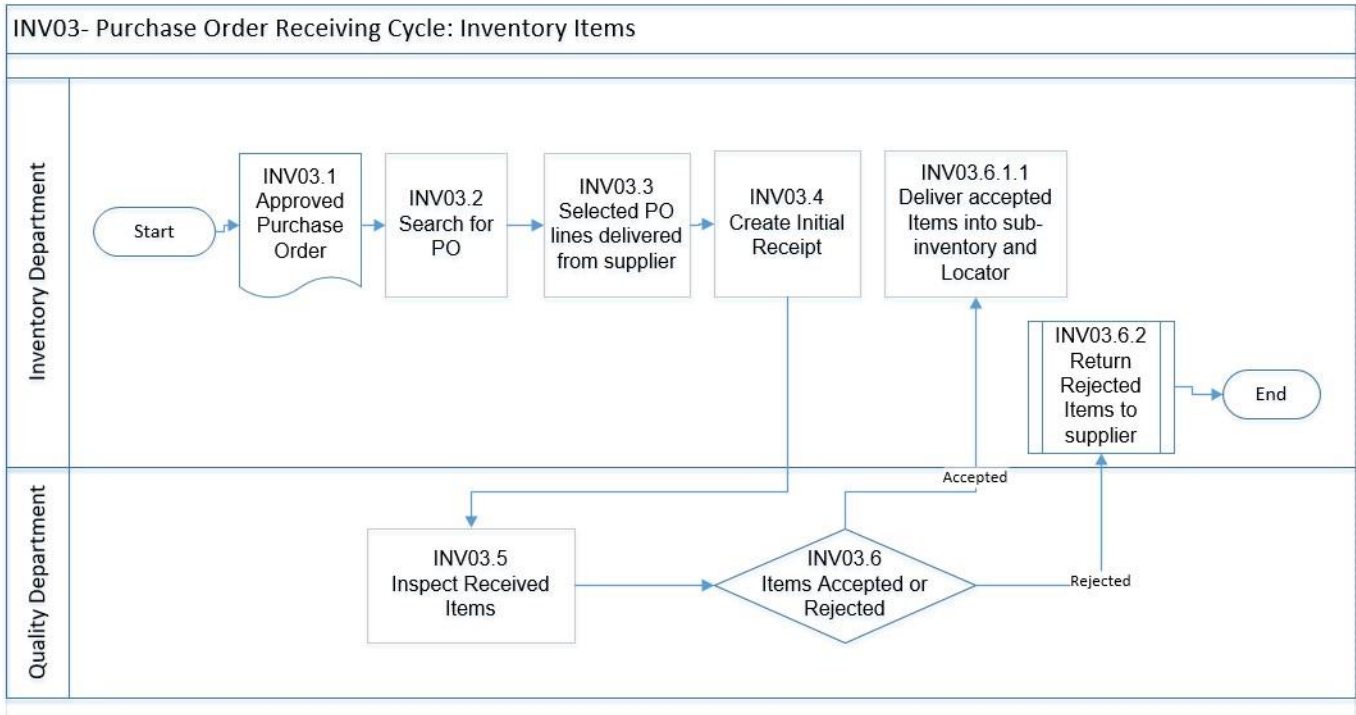 INV03- Purchase Order Receiving Cycle: Inventory Items
Inventory Department
Start
INV03.1
Approved
Purchase
Order
INV03.2
Search for
PO
INV03.3
Selected PO
lines delivered
from supplier
INV03.4
Create Initial
Receipt
INV03.6.1.1
Deliver accepted
Items into sub-
inventory and
Locator
INV03.6.2
Return
Rejected
Items to
supplier
End
Quality Department
Accepted
INV03.5
Inspect Received
Items
INV03.6
Items Accepted or
Rejected
Rejected